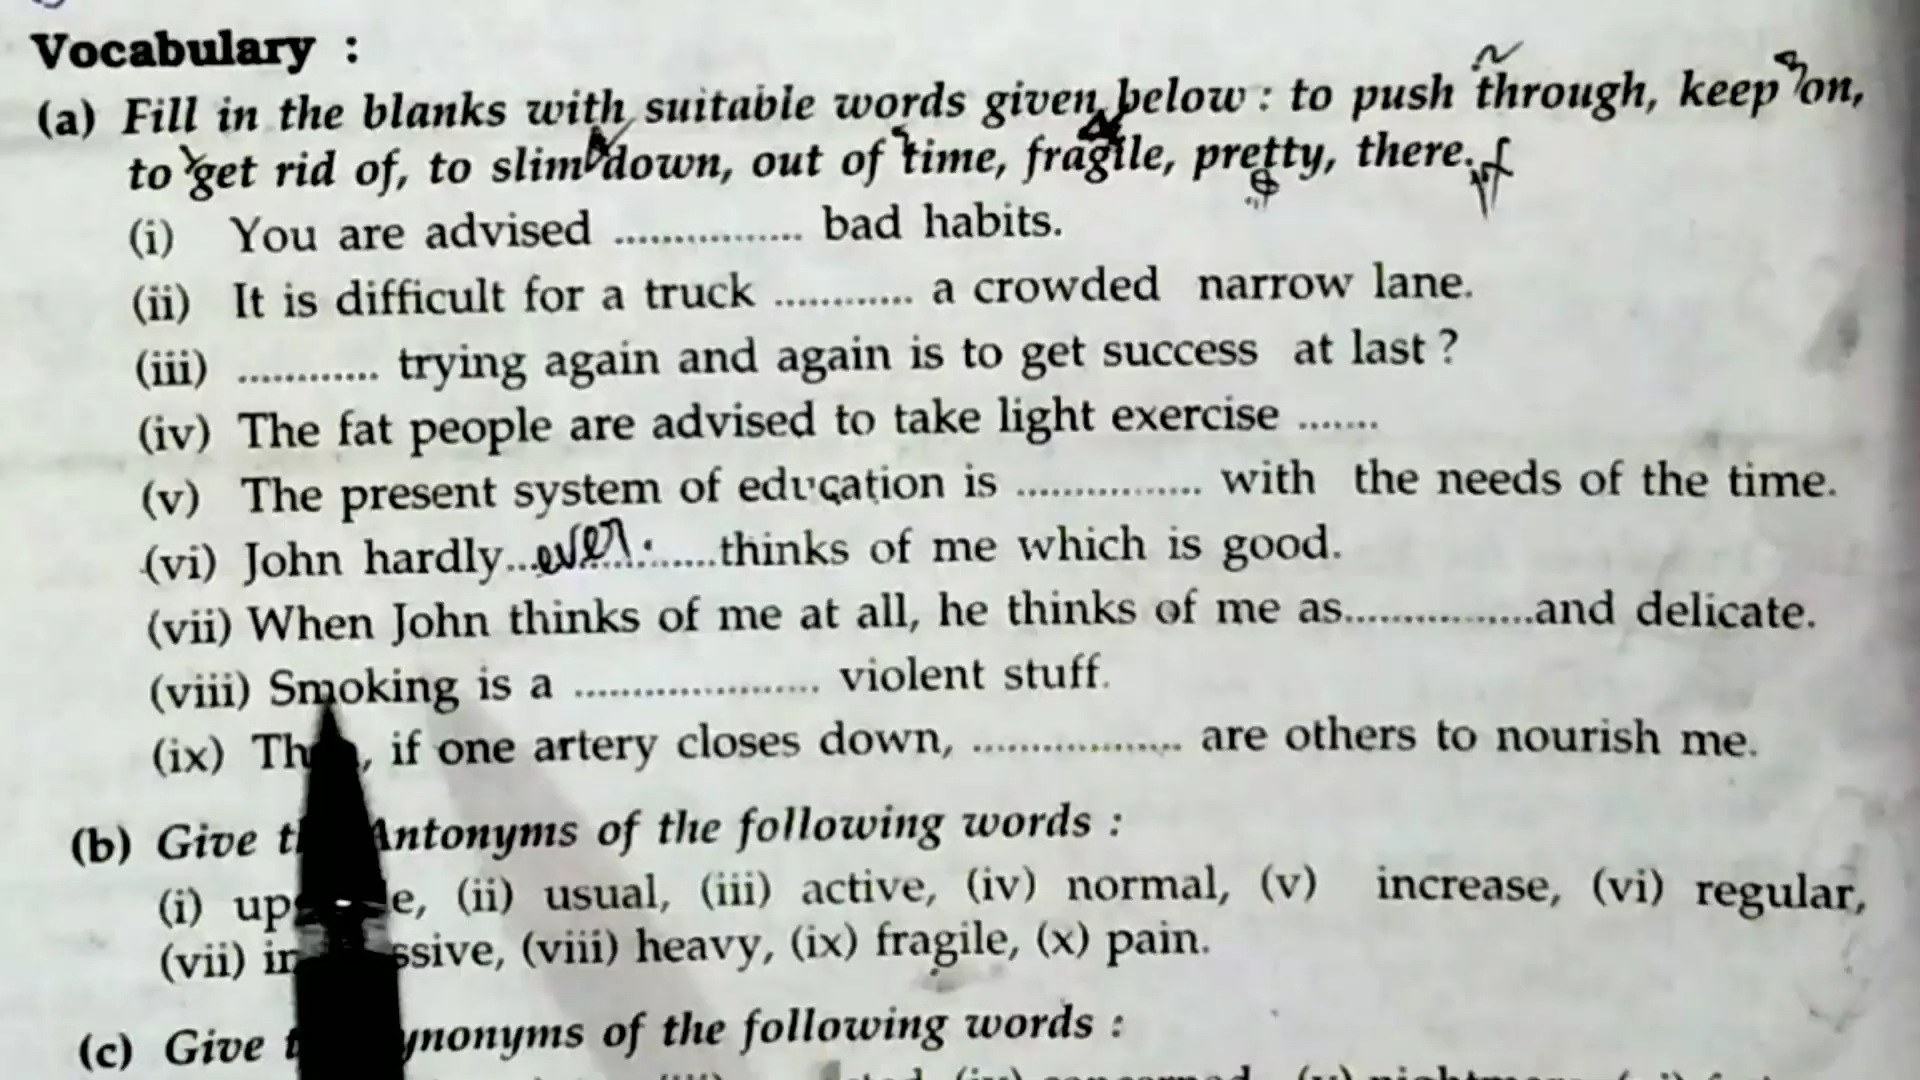 Vocabulary :
(a) Fill in the blanks with suitable words given below : to push through, keep on,
to get rid of, to slim down, out of time, fragile, pretty, there.
(i) You are advised ................ bad habits.
(ii) It is difficult for a truck ............ a crowded narrow lane.
(iii) ............ trying again and again is to get success at last ?
(iv) The fat people are advised to take light exercise .......
(v) The present system of education is ................ with the needs of the time.
(vi) John hardly...ever.......thinks of me which is good.
(vii) When John thinks of me at all, he thinks of me as................and delicate.
(viii) Smoking is a ..................... violent stuff.
(ix) , if one artery closes down, .................. are others to nourish me.
(b) Give Antonyms of the following words :
(i) (ii) usual, (iii) active, (iv) normal, (v) increase, (vi) regular,
(vii) (viii) heavy, (ix) fragile, (x) pain.
(c) Give of the following words :